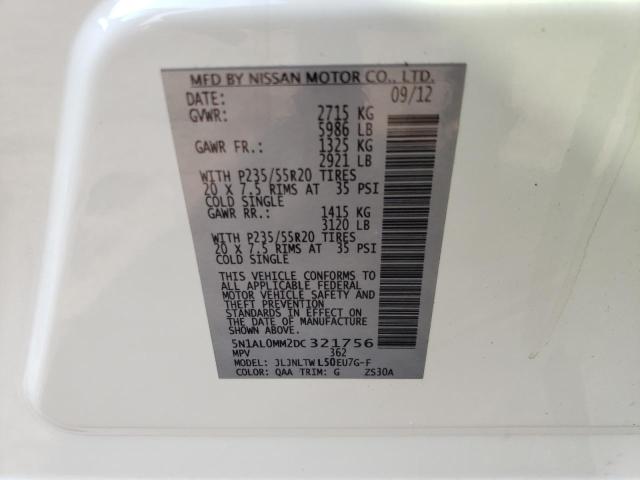 MFD BY NISSAN MOTOR CO., LTD.
DATE: 09/12
GVWR: 2715 KG
5986 LB
GAWR FR.: 1325 KG
2921 LB
WITH P235/55R20 TIRES
20 X 7.5 RIMS AT 35 PSI
COLD SINGLE
GAWR RR.: 1415 KG
3120 LB
WITH P235/55R20 TIRES
20 X 7.5 RIMS AT 35 PSI
COLD SINGLE
THIS VEHICLE CONFORMS TO
ALL APPLICABLE FEDERAL
MOTOR VEHICLE SAFETY AND
THEFT PREVENTION
STANDARDS IN EFFECT ON
THE DATE OF MANUFACTURE
SHOWN ABOVE.
5N1AL0MM2DC321756
MPV 362
MODEL: JLJNLTWL50EU7G-F
COLOR: QAA TRIM: G ZS30A